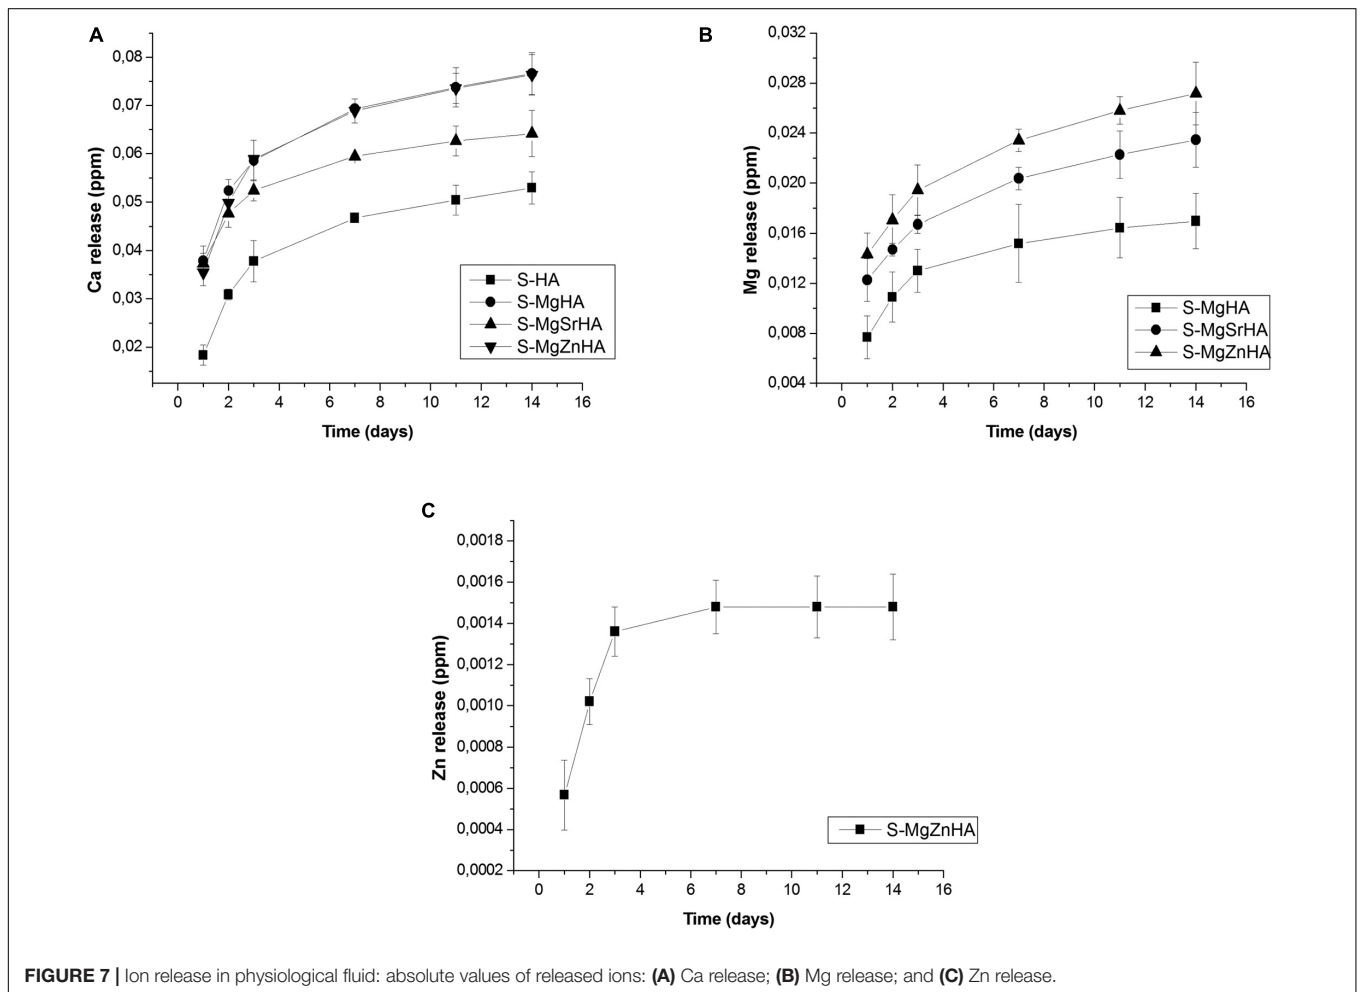 A
Ca release (ppm)
0,08
0,07
0,06
0,05
0,04
0,03
0,02
0 2 4 6 8 10 12 14 16
Time (days)
S-HA
S-MgHA
S-MgSrHA
S-MgZnHA
B
Mg release (ppm)
0,032
0,028
0,024
0,020
0,016
0,012
0,008
0,004
0 2 4 6 8 10 12 14 16
Time (days)
S-MgHA
S-MgSrHA
S-MgZnHA
C
Zn release (ppm)
0,0018
0,0016
0,0014
0,0012
0,0010
0,0008
0,0006
0,0004
0,0002
0 2 4 6 8 10 12 14 16
Time (days)
S-MgZnHA
FIGURE 7 | Ion release in physiological fluid: absolute values of released ions: (A) Ca release; (B) Mg release; and (C) Zn release.